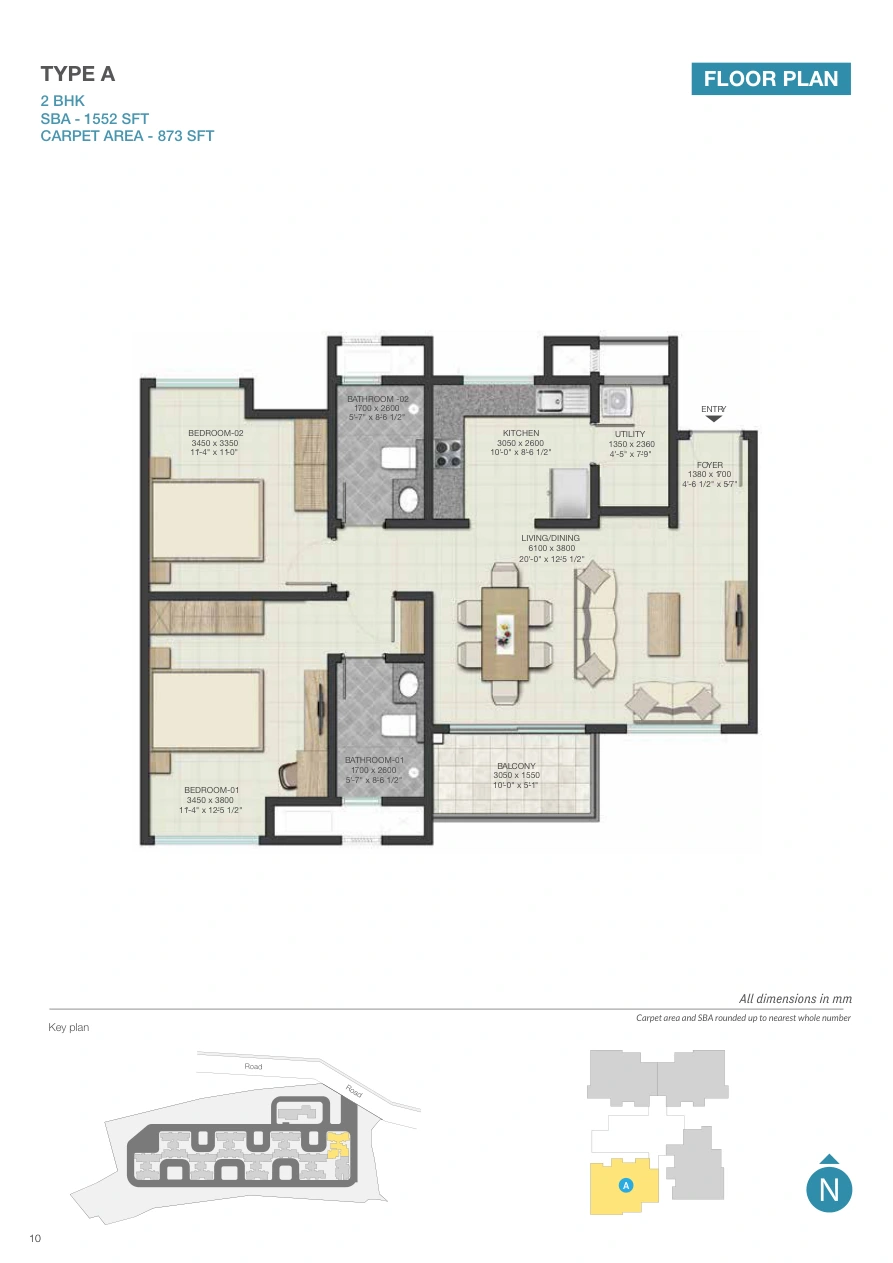 TYPE A
2 BHK
SBA - 1552 SFT
CARPET AREA - 873 SFT
FLOOR PLAN
BATHROOM -02
1700 x 2600
5'-7" x 8'-6 1/2"
ENTRY
BEDROOM-02
3450 x 3350
11'-4" x 11'-0"
KITCHEN
3050 x 2600
10'-0" x 8'-6 1/2"
UTILITY
1350 x 2360
4'-5" x 7'-9"
FOYER
1380 x 1700
4'-6 1/2" x 5'-7"
LIVING/DINING
6100 x 3800
20'-0" x 12'-5 1/2"
BATHROOM-01
1700 x 2600
5'-7" x 8'-6 1/2"
BALCONY
3050 x 1550
10'-0" x 5'-1"
BEDROOM-01
3450 x 3800
11'-4" x 12'-5 1/2"
All dimensions in mm
Carpet area and SBA rounded up to nearest whole number
Key plan
Road
Road
A
N
10